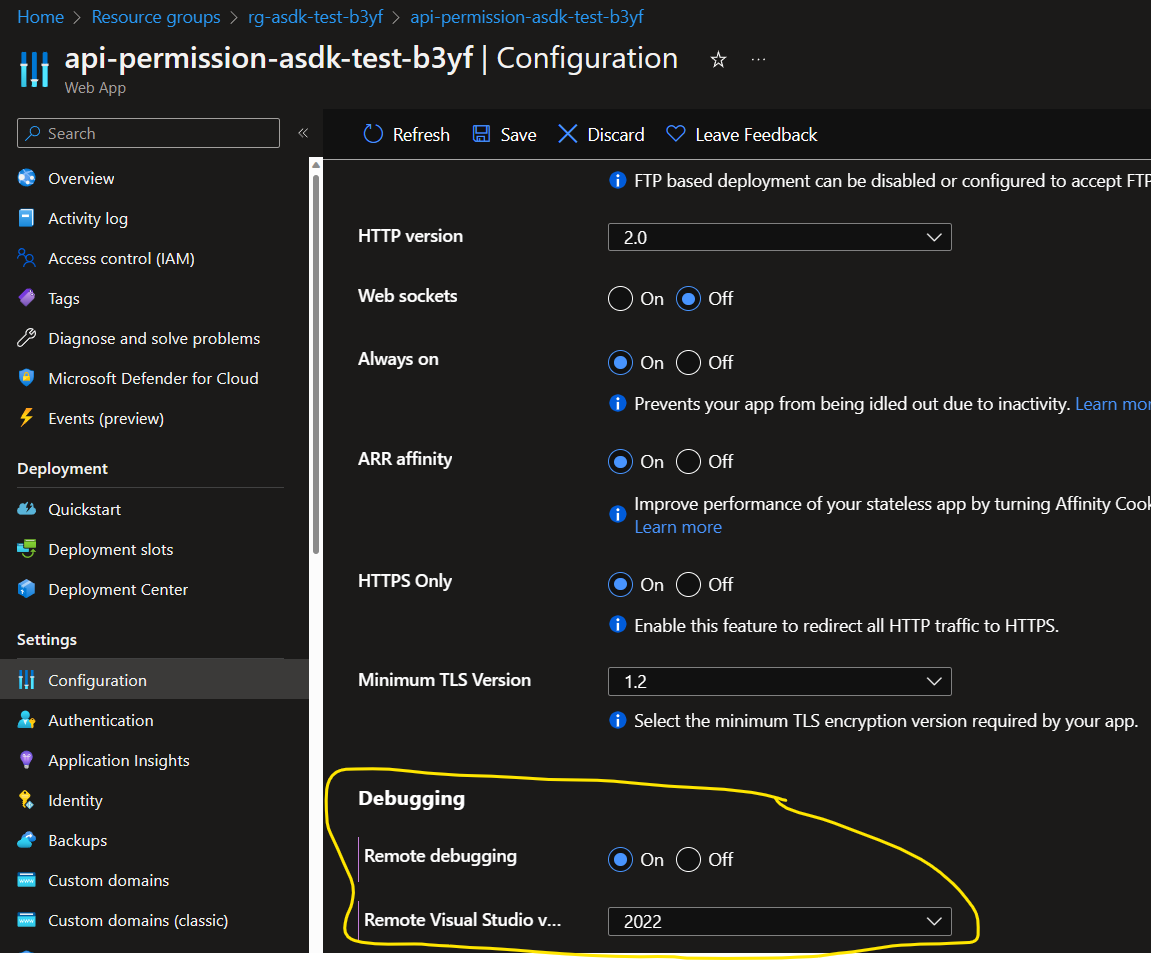 Home > Resource groups > rg-asdk-test-b3yf > api-permission-asdk-test-b3yf
api-permission-asdk-test-b3yf | Configuration
Web App
Search
Overview
Activity log
Access control (IAM)
Tags
Diagnose and solve problems
Microsoft Defender for Cloud
Events (preview)
Deployment
Quickstart
Deployment slots
Deployment Center
Settings
Configuration
Authentication
Application Insights
Identity
Backups
Custom domains
Custom domains (classic)
Refresh Save Discard Leave Feedback
FTP based deployment can be disabled or configured to accept FTP
HTTP version 2.0
Web sockets On Off
Always on On Off
Prevents your app from being idled out due to inactivity. Learn mor
ARR affinity On Off
Improve performance of your stateless app by turning Affinity Cook
Learn more
HTTPS Only On Off
Enable this feature to redirect all HTTP traffic to HTTPS.
Minimum TLS Version 1.2
Select the minimum TLS encryption version required by your app.
Debugging
Remote debugging On Off
Remote Visual Studio v... 2022